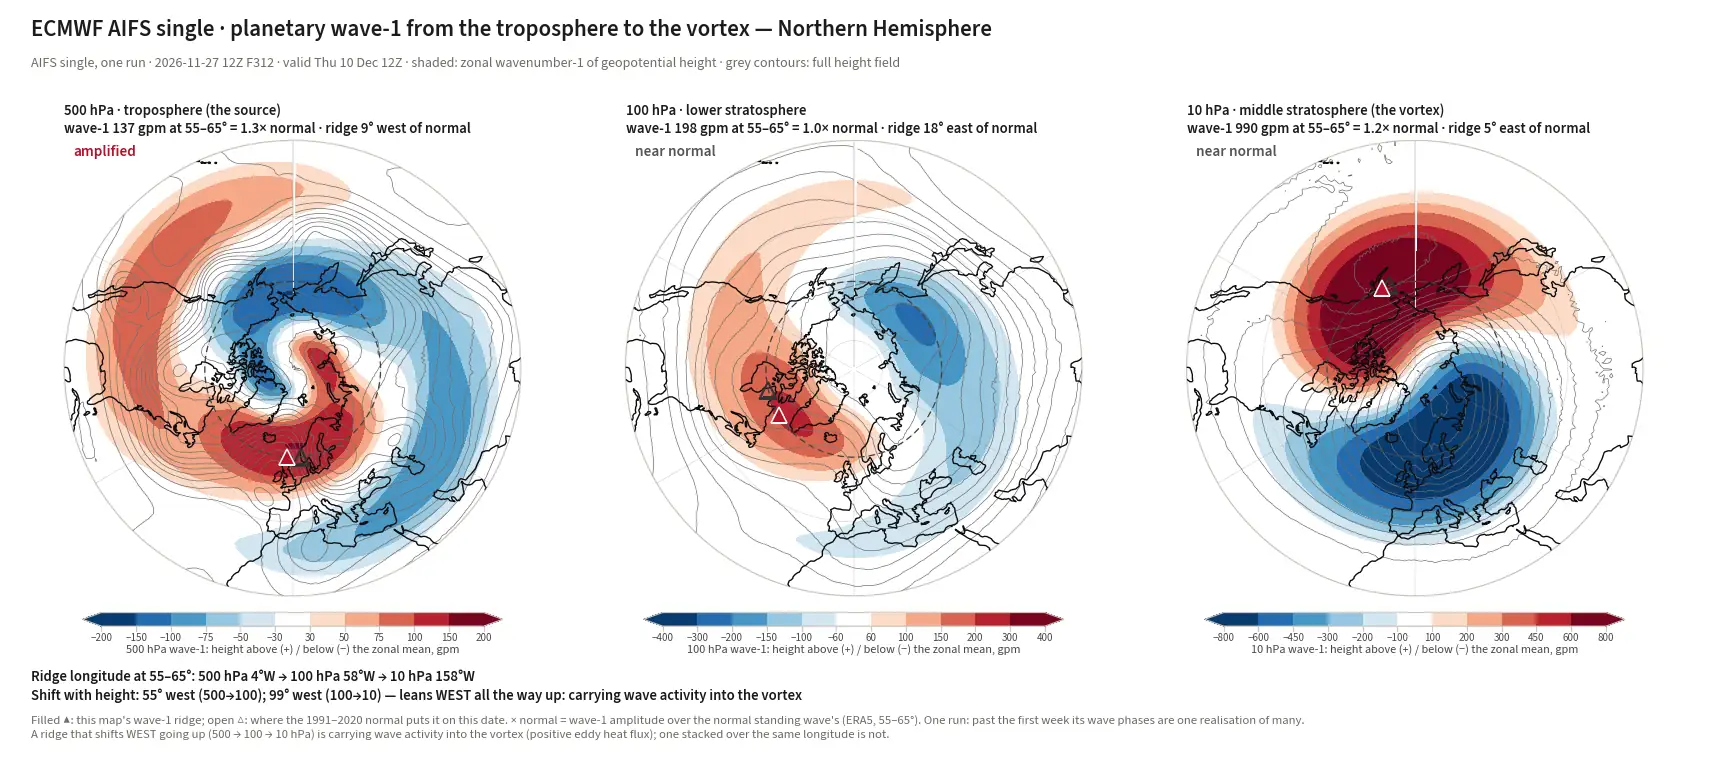 ECMWF AIFS single · planetary wave-1 from the troposphere to the vortex — Northern Hemisphere
AIFS single, one run · 2026-11-27 12Z F312 · valid Thu 10 Dec 12Z · shaded: zonal wavenumber-1 of geopotential height · grey contours: full height field
500 hPa · troposphere (the source)
wave-1 137 gpm at 55–65° = 1.3× normal · ridge 9° west of normal
amplified
100 hPa · lower stratosphere
wave-1 198 gpm at 55–65° = 1.0× normal · ridge 18° east of normal
near normal
10 hPa · middle stratosphere (the vortex)
wave-1 990 gpm at 55–65° = 1.2× normal · ridge 5° east of normal
near normal
−200 −150 −100 −75 −50 −30 30 50 75 100 150 200
500 hPa wave-1: height above (+) / below (−) the zonal mean, gpm
−400 −300 −200 −150 −100 −60 60 100 150 200 300 400
100 hPa wave-1: height above (+) / below (−) the zonal mean, gpm
−800 −600 −450 −300 −200 −100 100 200 300 450 600 800
10 hPa wave-1: height above (+) / below (−) the zonal mean, gpm
Ridge longitude at 55–65°: 500 hPa 4°W → 100 hPa 58°W → 10 hPa 158°W
Shift with height: 55° west (500→100); 99° west (100→10) — leans WEST all the way up: carrying wave activity into the vortex
Filled ▲: this map's wave-1 ridge; open △: where the 1991–2020 normal puts it on this date. × normal = wave-1 amplitude over the normal standing wave's (ERA5, 55–65°). One run: past the first week its wave phases are one realisation of many.
A ridge that shifts WEST going up (500 → 100 → 10 hPa) is carrying wave activity into the vortex (positive eddy heat flux); one stacked over the same longitude is not.